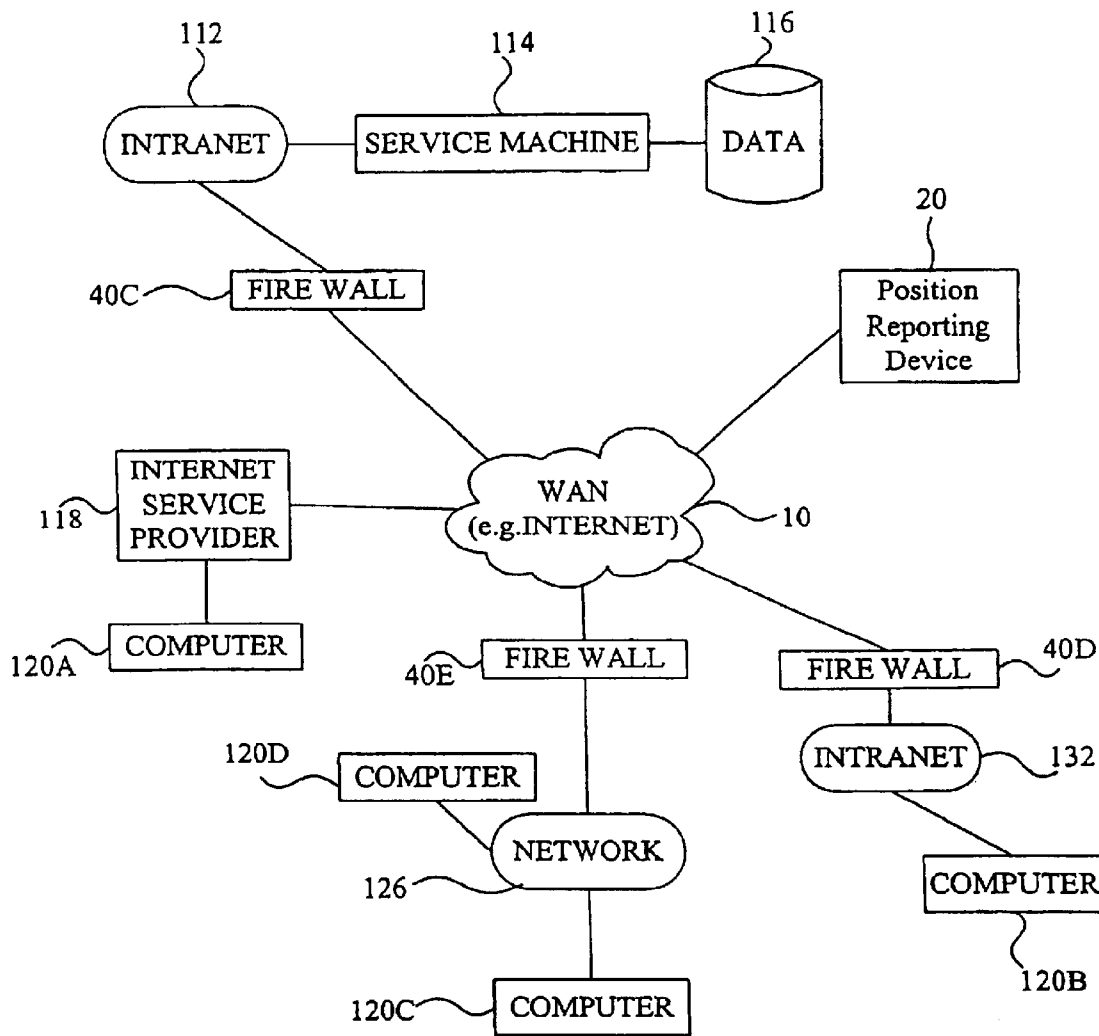 112
114
116
INTRANET
SERVICE MACHINE
DATA
20
40C
FIRE WALL
Position
Reporting
Device
INTERNET
SERVICE
PROVIDER
118
WAN
(e.g.INTERNET)
10
COMPUTER
120A
FIRE WALL
40E
FIRE WALL
40D
120D
COMPUTER
INTRANET
132
NETWORK
126
COMPUTER
120B
120C
COMPUTER